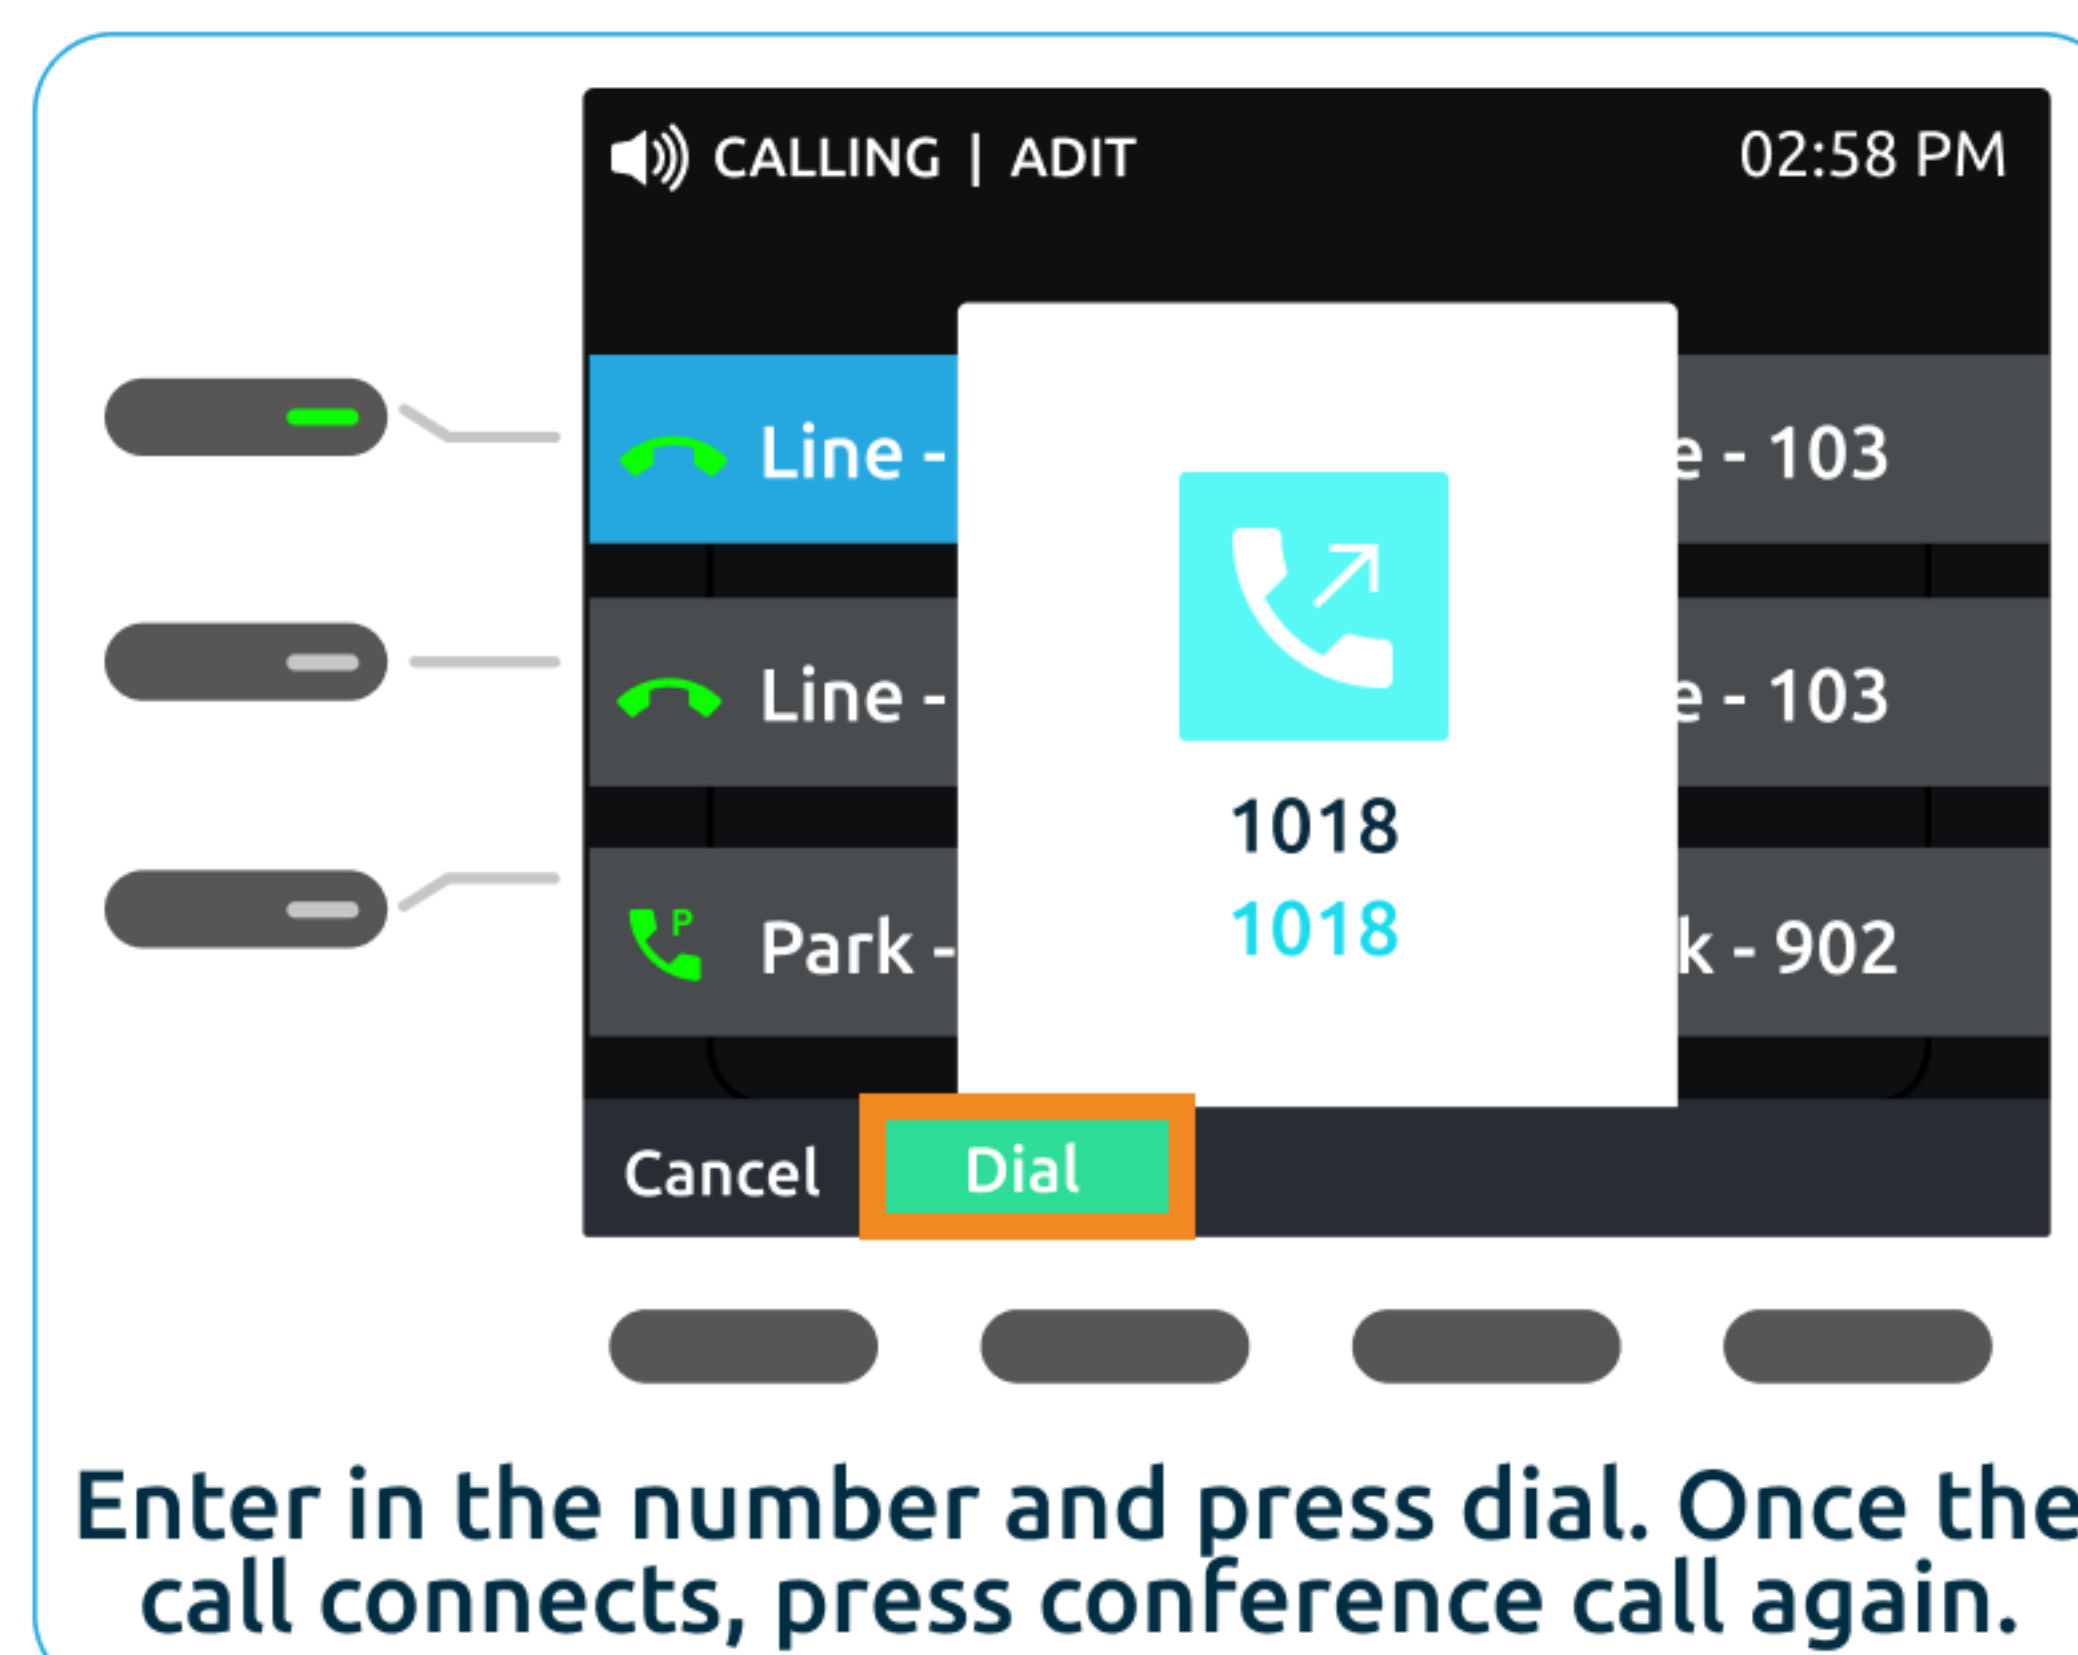 CALLING | ADIT
02:58 PM
Line -
e - 103
Line -
e - 103
P
Park -
k - 902
1018
1018
Cancel
Dial
Enter in the number and press dial. Once the
call connects, press conference call again.